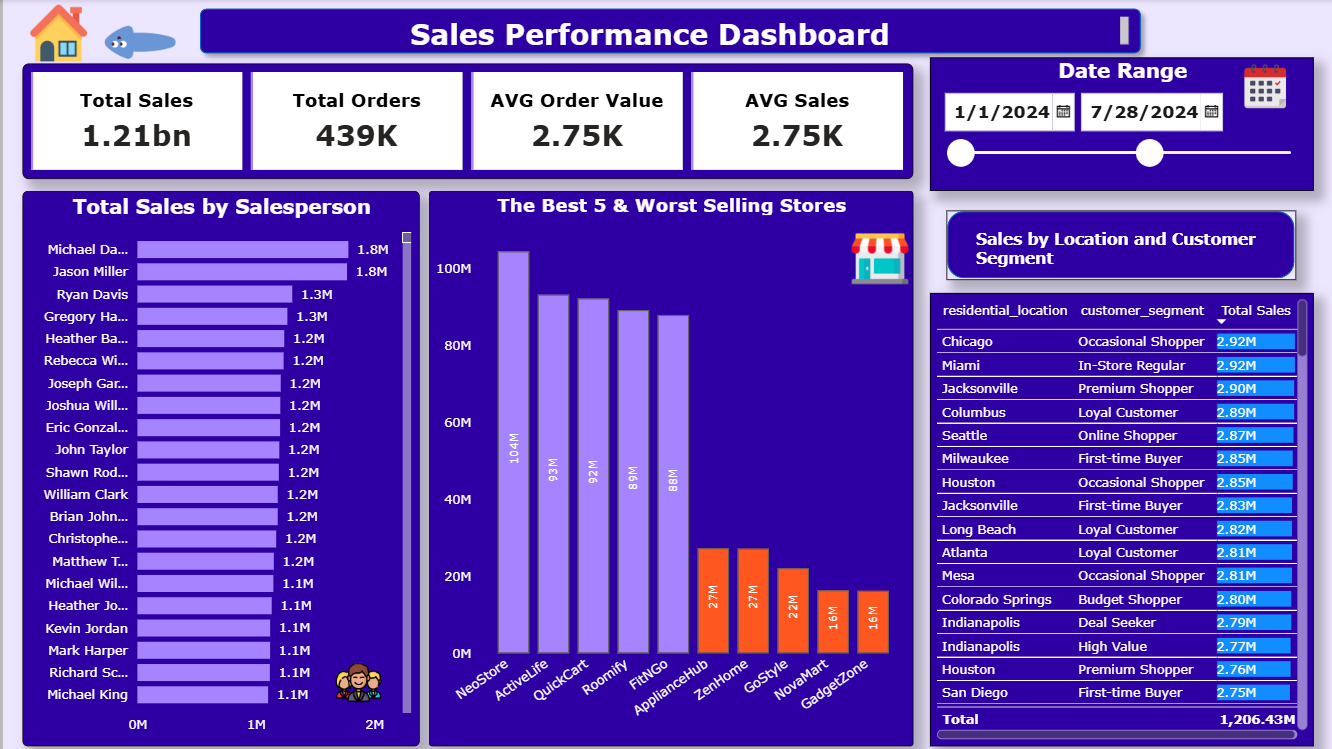 Sales Performance Dashboard
Total Sales
1.21bn
Total Orders
439K
AVG Order Value
2.75K
AVG Sales
2.75K
Date Range
1/1/2024
7/28/2024
Total Sales by Salesperson
Michael Da... 1.8M
Jason Miller 1.8M
Ryan Davis 1.3M
Gregory Ha... 1.3M
Heather Ba... 1.2M
Rebecca Wi... 1.2M
Joseph Gar... 1.2M
Joshua Will... 1.2M
Eric Gonzal... 1.2M
John Taylor 1.2M
Shawn Rod... 1.2M
William Clark 1.2M
Brian John... 1.2M
Christophe... 1.2M
Matthew T... 1.2M
Michael Wil... 1.1M
Heather Jo... 1.1M
Kevin Jordan 1.1M
Mark Harper 1.1M
Richard Sc... 1.1M
Michael King 1.1M
0M 1M 2M
The Best 5 & Worst Selling Stores
100M
80M
60M
40M
20M
0M
104M 93M 92M 89M 88M 27M 27M 22M 16M 16M
NeoStore ActiveLife QuickCart Roomify FitNGo ApplianceHub ZenHome GoStyle NovaMart GadgetZone
Sales by Location and Customer
Segment
residential_location customer_segment Total Sales
Chicago Occasional Shopper 2.92M
Miami In-Store Regular 2.92M
Jacksonville Premium Shopper 2.90M
Columbus Loyal Customer 2.89M
Seattle Online Shopper 2.87M
Milwaukee First-time Buyer 2.85M
Houston Occasional Shopper 2.85M
Jacksonville First-time Buyer 2.83M
Long Beach Loyal Customer 2.82M
Atlanta Loyal Customer 2.81M
Mesa Occasional Shopper 2.81M
Colorado Springs Budget Shopper 2.80M
Indianapolis Deal Seeker 2.79M
Indianapolis High Value 2.77M
Houston Premium Shopper 2.76M
San Diego First-time Buyer 2.75M
Total 1,206.43M